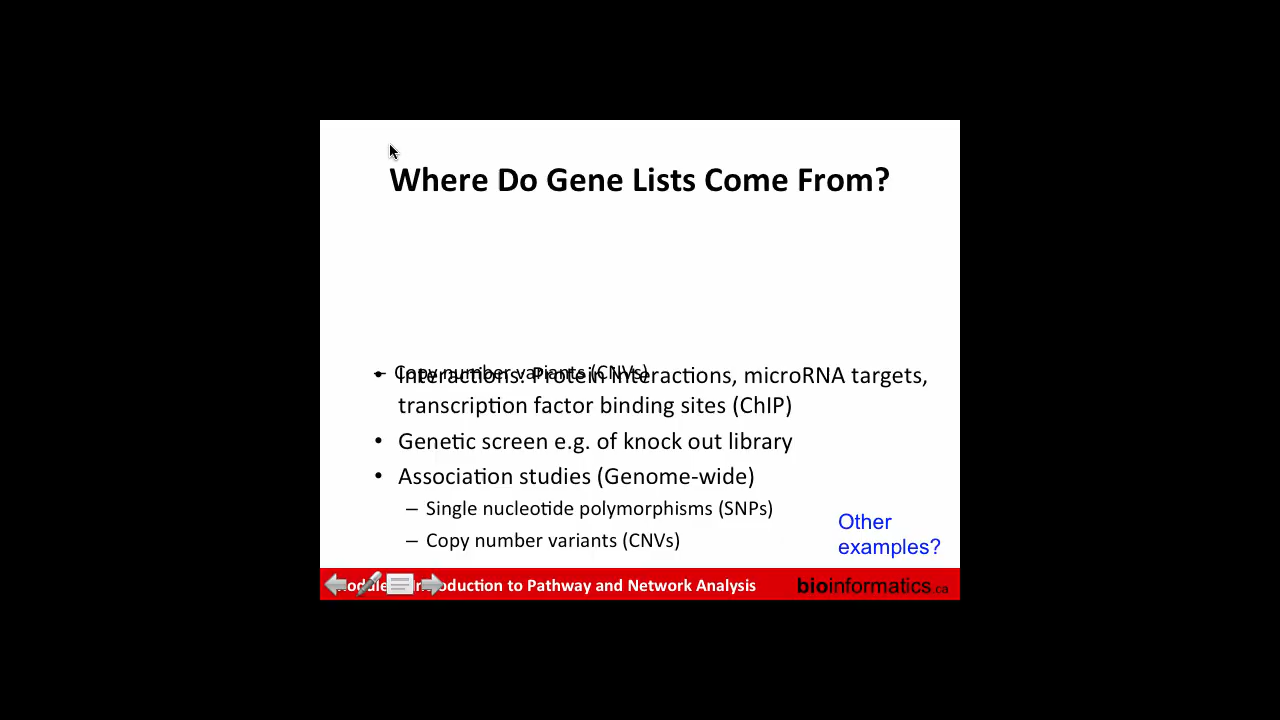 Where Do Gene Lists Come From?
– Copy number variants (CNVs)
• Interactions: Protein interactions, microRNA targets,
transcription factor binding sites (ChIP)
• Genetic screen e.g. of knock out library
• Association studies (Genome-wide)
– Single nucleotide polymorphisms (SNPs)
– Copy number variants (CNVs)
Other
examples?
to Pathway and Network Analysis
bioinformatics.ca